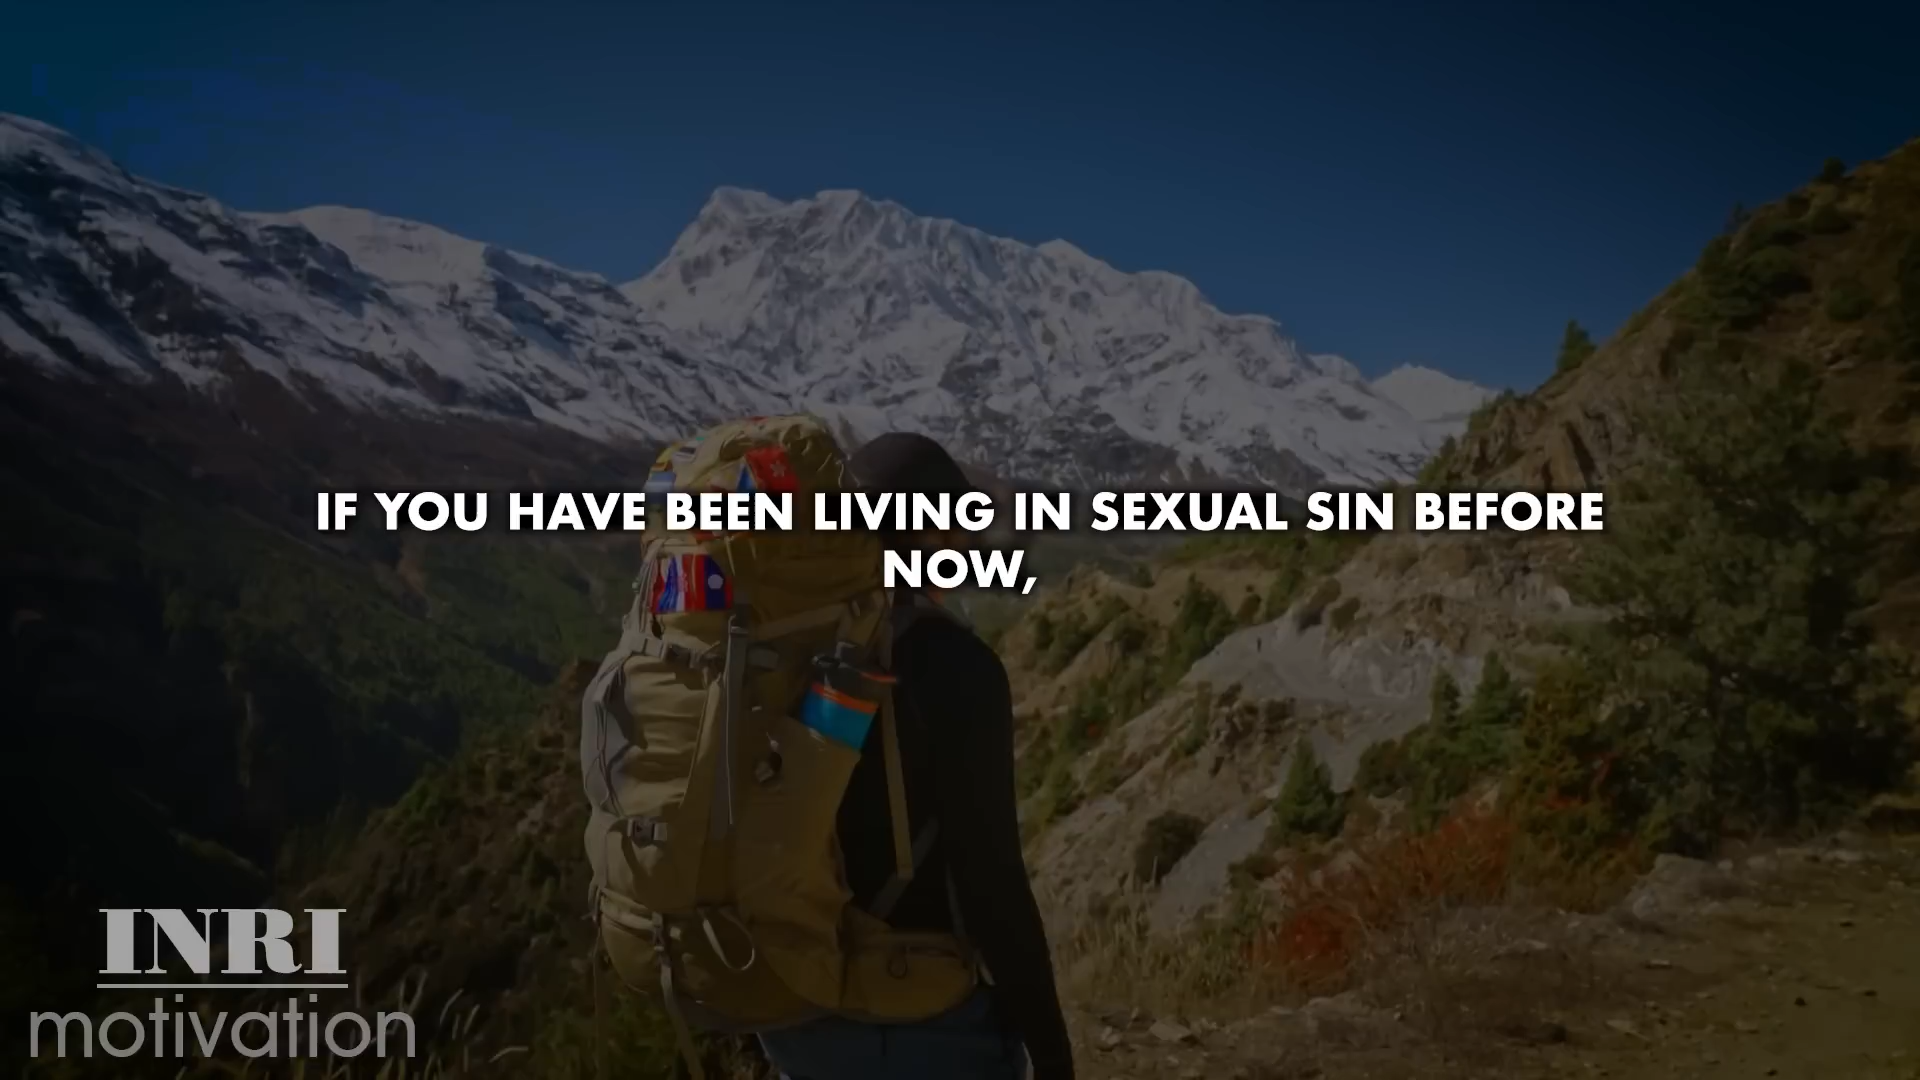 IF YOU HAVE BEEN LIVING IN SEXUAL SIN BEFORE
NOW,
INRI
motivation